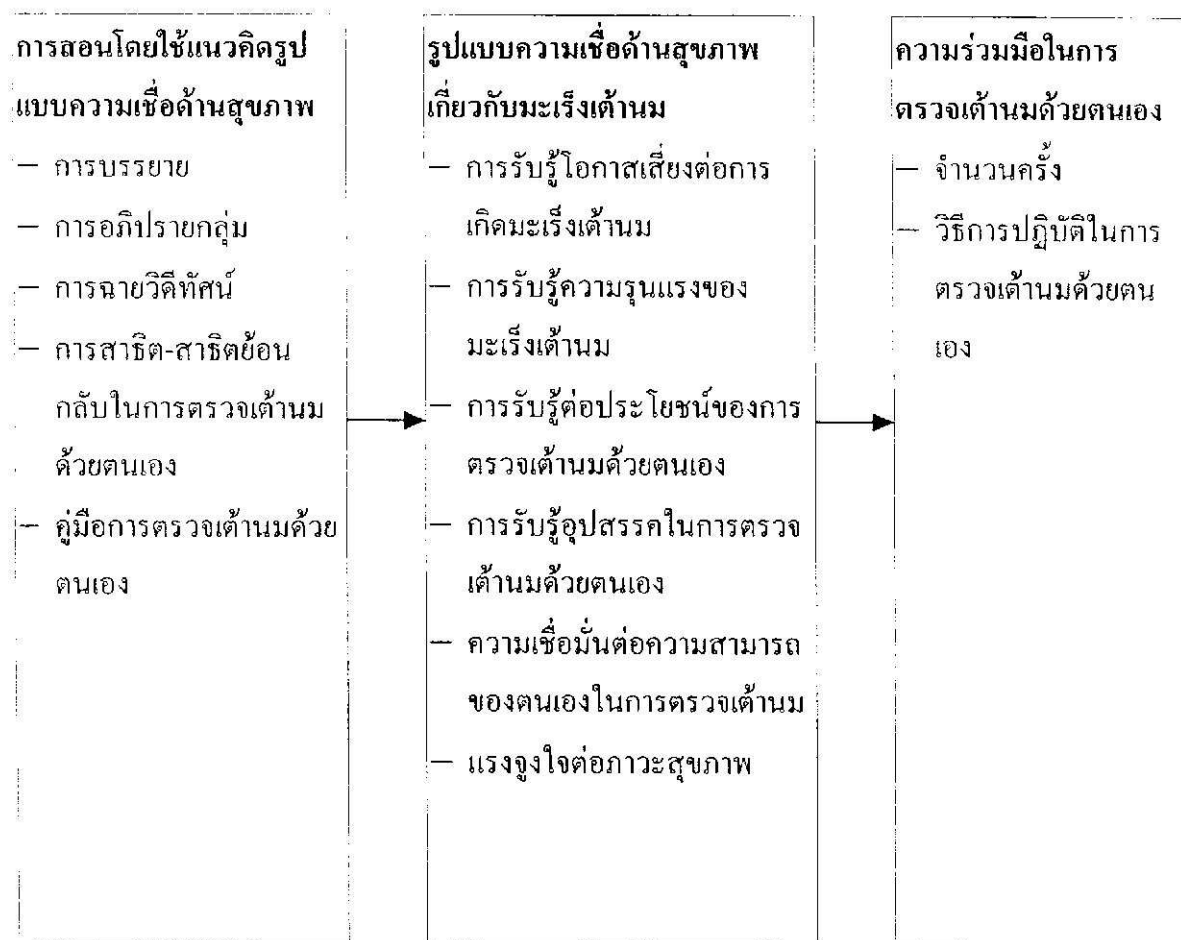 การสอนโดยใช้แนวคิดรูป
แบบความเชื่อด้านสุขภาพ
– การบรรยาย
– การอภิปรายกลุ่ม
– การฉายวิดีทัศน์
– การสาธิต-สาธิตย้อน
กลับในการตรวจเต้านม
ด้วยตนเอง
– คู่มือการตรวจเต้านมด้วย
ตนเอง
รูปแบบความเชื่อด้านสุขภาพ
เกี่ยวกับมะเร็งเต้านม
– การรับรู้โอกาสเสี่ยงต่อการ
เกิดมะเร็งเต้านม
– การรับรู้ความรุนแรงของ
มะเร็งเต้านม
– การรับรู้ต่อประโยชน์ของการ
ตรวจเต้านมด้วยตนเอง
– การรับรู้อุปสรรคในการตรวจ
เต้านมด้วยตนเอง
– ความเชื่อมั่นต่อความสามารถ
ของตนเองในการตรวจเต้านม
– แรงจูงใจต่อภาวะสุขภาพ
ความร่วมมือในการ
ตรวจเต้านมด้วยตนเอง
– จำนวนครั้ง
– วิธีการปฏิบัติในการ
ตรวจเต้านมด้วยตน
เอง